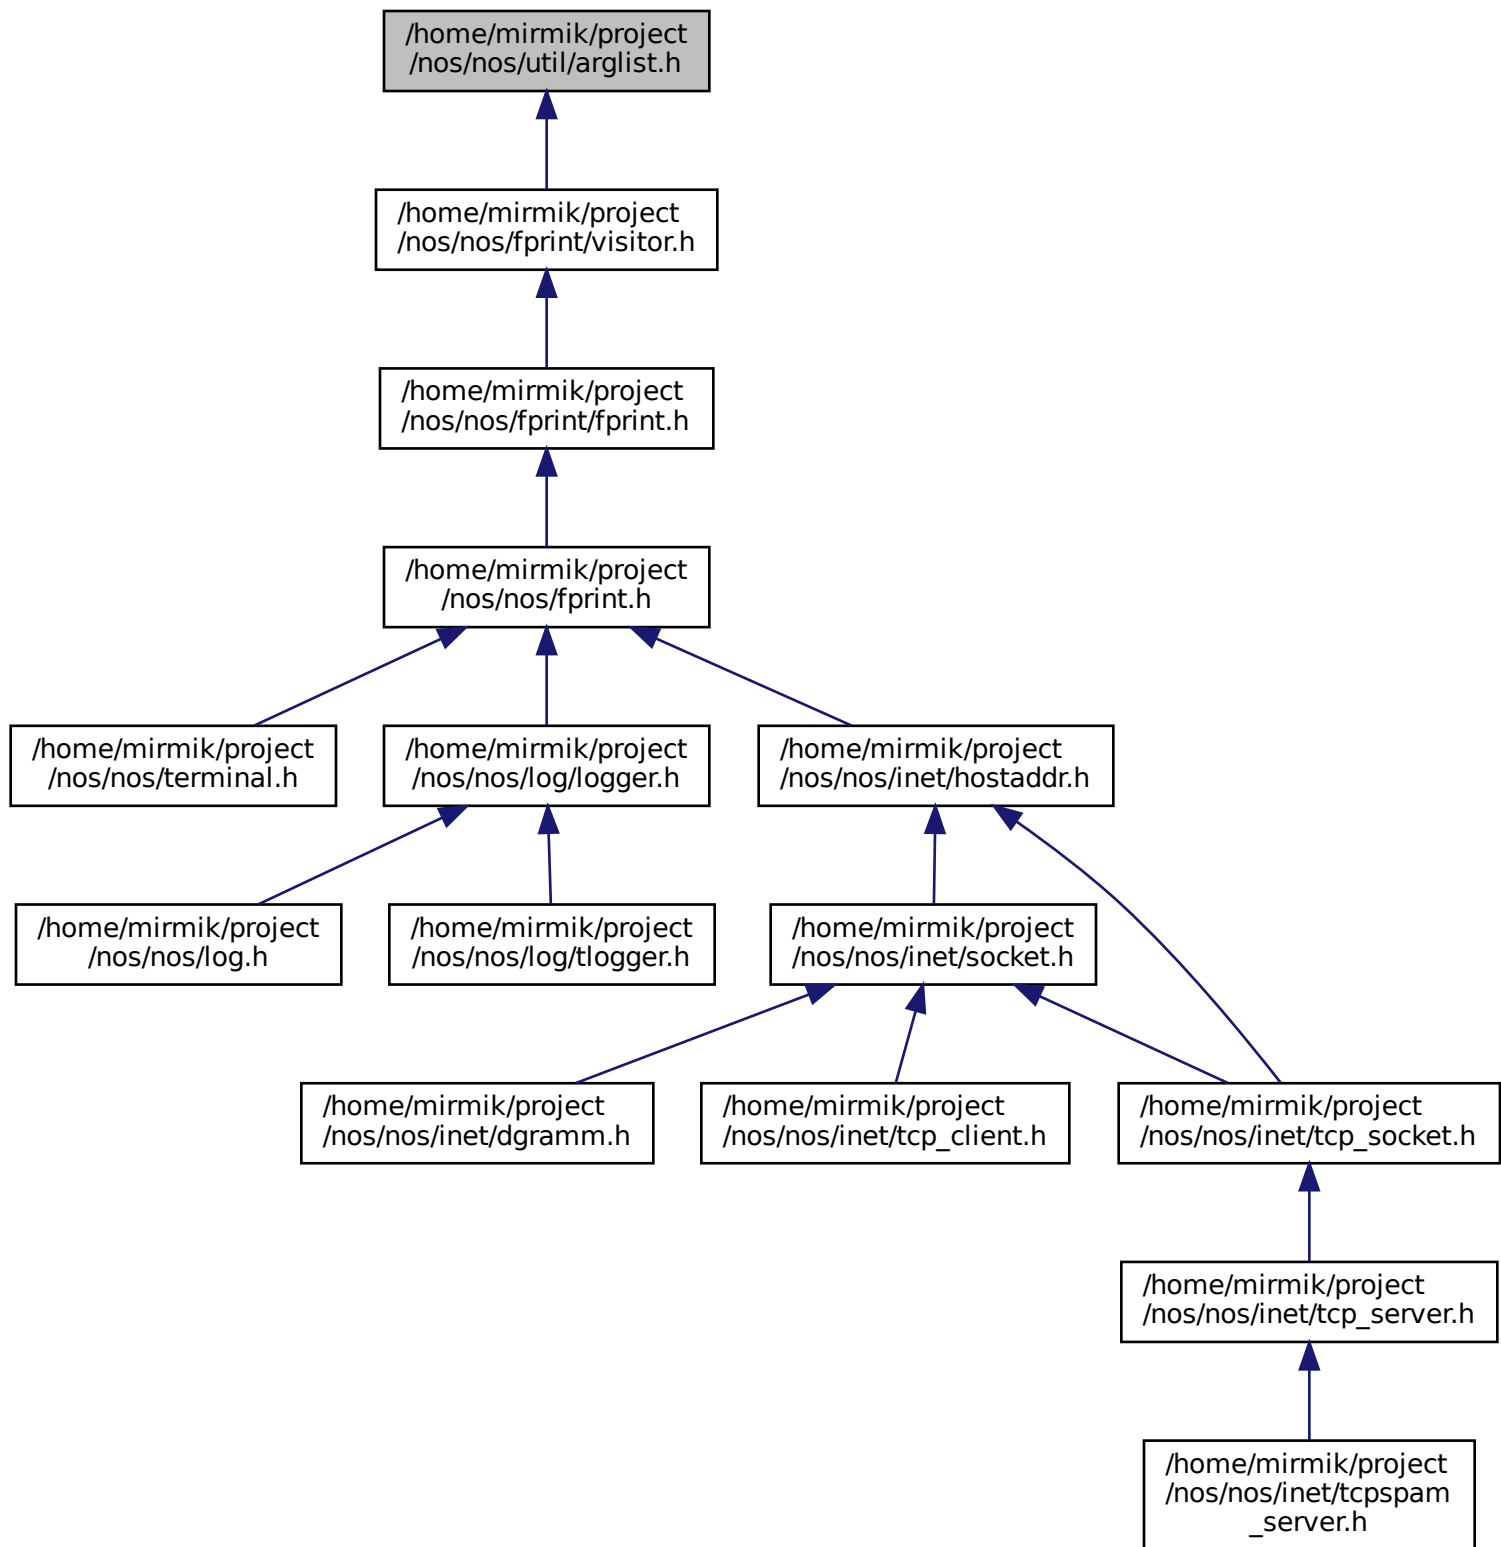 /home/mirmik/project
/nos/nos/util/arglist.h
/home/mirmik/project
/nos/nos/fprint/visitor.h
/home/mirmik/project
/nos/nos/fprint/fprint.h
/home/mirmik/project
/nos/nos/fprint.h
/home/mirmik/project
/nos/nos/terminal.h
/home/mirmik/project
/nos/nos/log/logger.h
/home/mirmik/project
/nos/nos/inet/hostaddr.h
/home/mirmik/project
/nos/nos/log.h
/home/mirmik/project
/nos/nos/log/tlogger.h
/home/mirmik/project
/nos/nos/inet/socket.h
/home/mirmik/project
/nos/nos/inet/dgramm.h
/home/mirmik/project
/nos/nos/inet/tcp_client.h
/home/mirmik/project
/nos/nos/inet/tcp_socket.h
/home/mirmik/project
/nos/nos/inet/tcp_server.h
/home/mirmik/project
/nos/nos/inet/tcpspam
_server.h